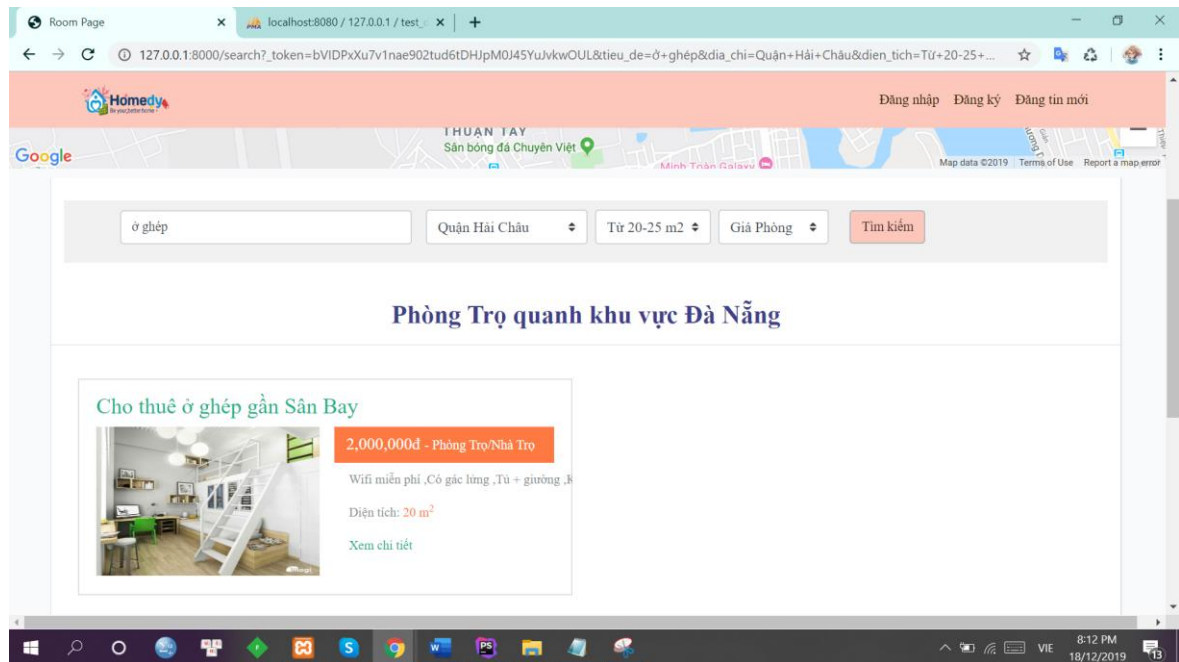 Room Page
localhost:8080 / 127.0.0.1 / test_
127.0.0.1:8000/search?_token=bVIDPxXu7v1nae902tud6tDHJpM0J45YuJvkwOUL&tieu_de=ở+ghép&dia_chi=Quận+Hải+Châu&dien_tich=Từ+20-25+...
Homedy
Đăng nhập Đăng ký Đăng tin mới
THUẬN TÂY
Sân bóng đá Chuyên Việt
Google
Minh Toàn Galaxy
Map data ©2019 Terms of Use Report a map error
ở ghép Quận Hải Châu Từ 20-25 m2 Giá Phòng Tìm kiếm
Phòng Trọ quanh khu vực Đà Nẵng
Cho thuê ở ghép gần Sân Bay
2,000,000đ - Phòng Trọ/Nhà Trọ
Wifi miễn phí ,Có gác lửng ,Tủ + giường ,K
Diện tích: 20 m²
Xem chi tiết
VIE
8:12 PM
18/12/2019
13